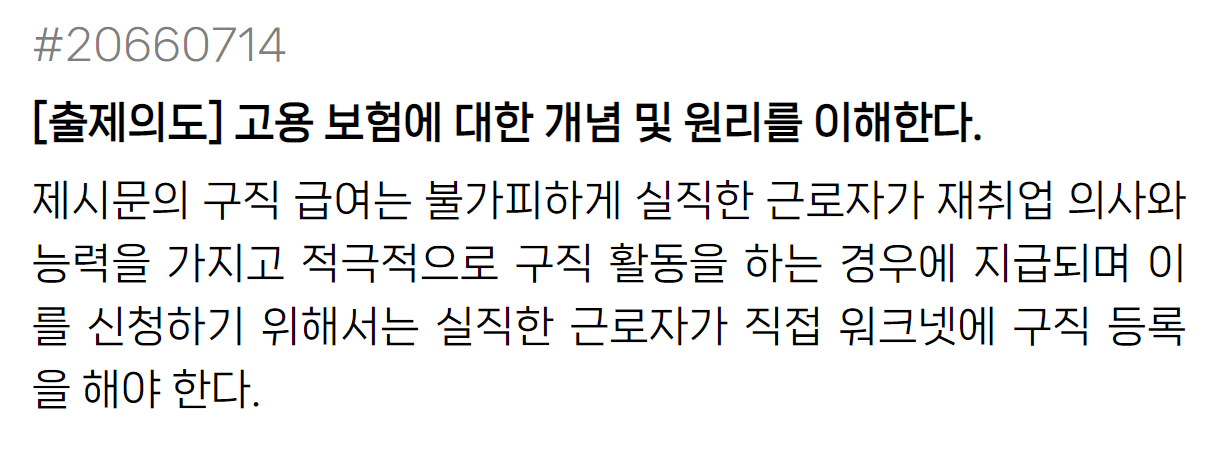 #20660714
[출제의도] 고용 보험에 대한 개념 및 원리를 이해한다.
제시문의 구직 급여는 불가피하게 실직한 근로자가 재취업 의사와
능력을 가지고 적극적으로 구직 활동을 하는 경우에 지급되며 이
를 신청하기 위해서는 실직한 근로자가 직접 워크넷에 구직 등록
을 해야 한다.